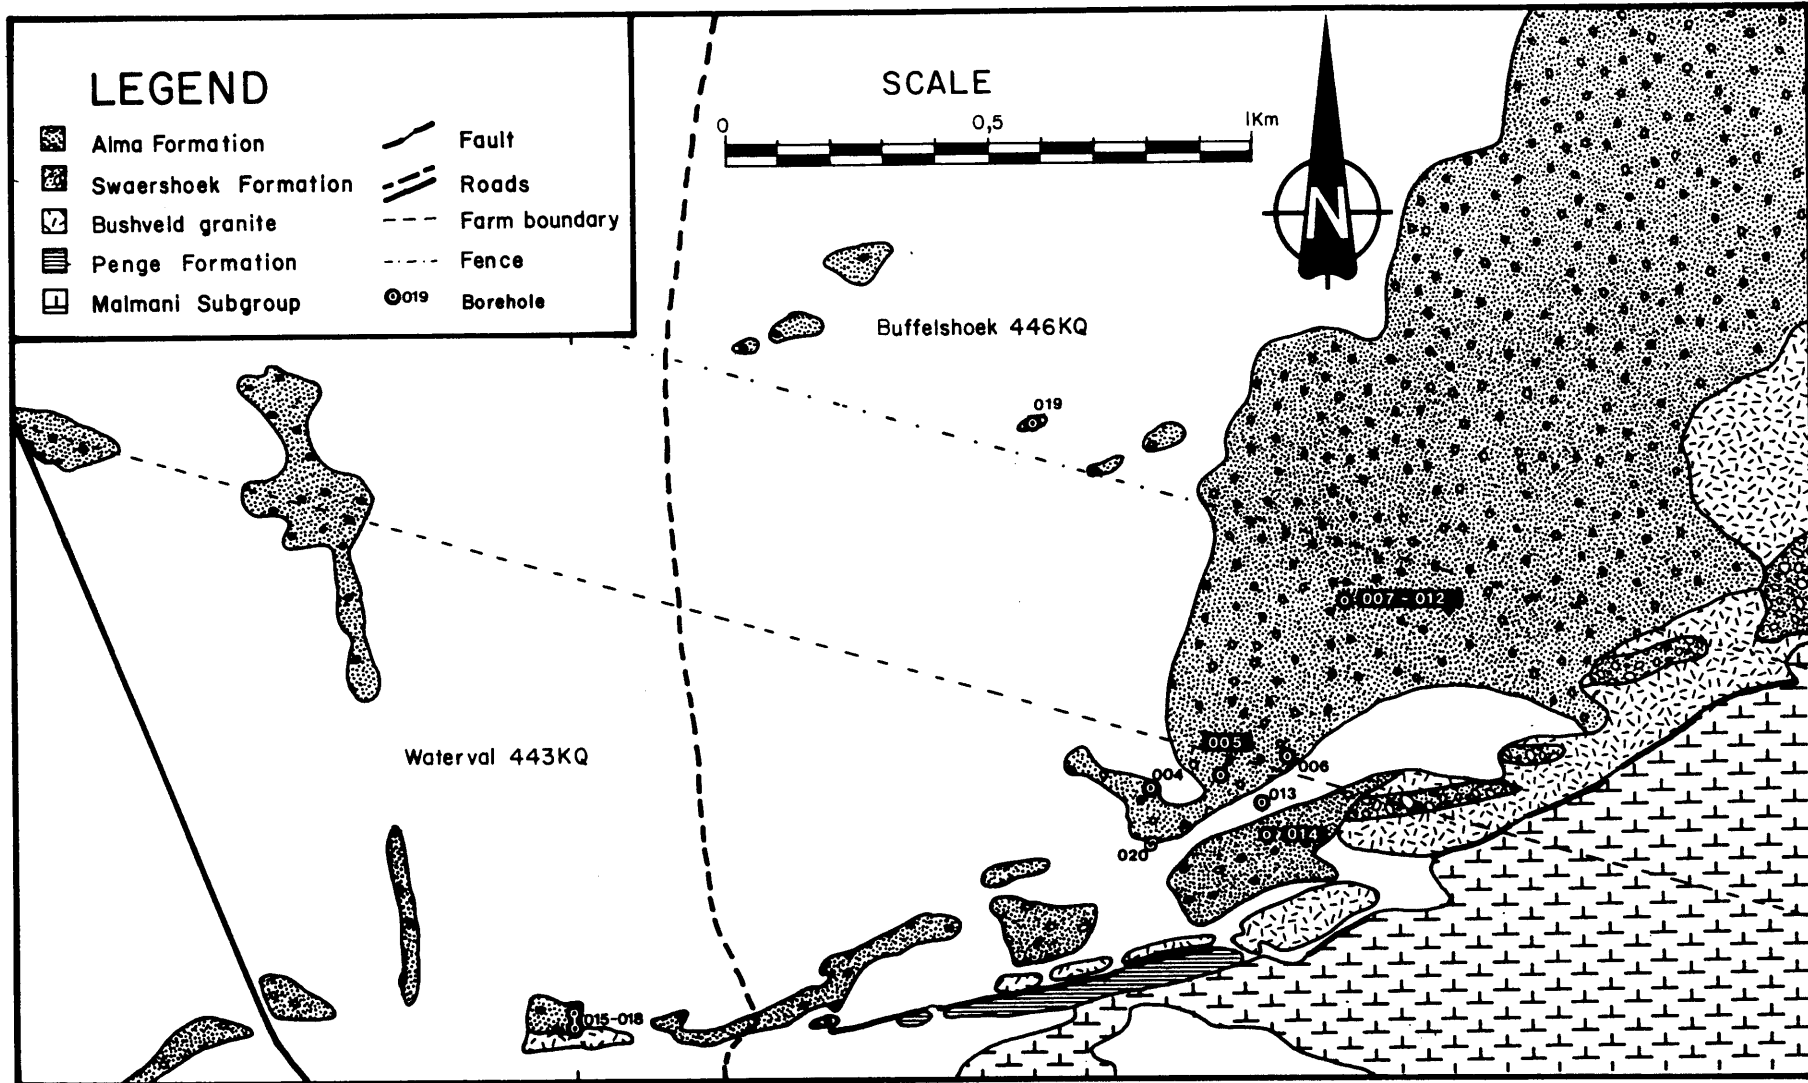 LEGEND
Alma Formation
Swaershoek Formation
Bushveld granite
Penge Formation
Malmani Subgroup
Fault
Roads
Farm boundary
Fence
019 Borehole
SCALE
0 0,5 1Km
N
Buffelshoek 446KQ
019
007 - 012
Waterval 443KQ
005
004
006
013
014
020
015-018